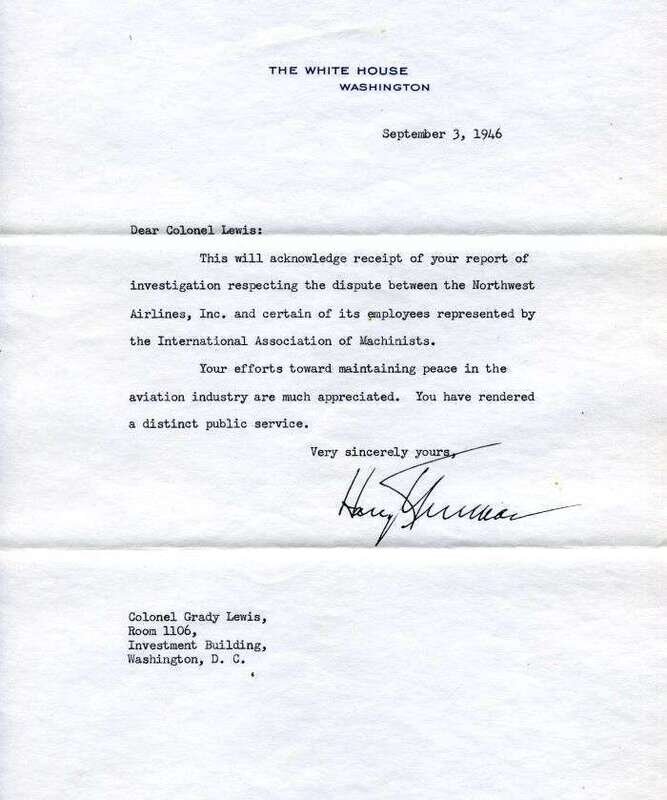 THE WHITE HOUSE
WASHINGTON
September 3, 1946
Dear Colonel Lewis:
This will acknowledge receipt of your report of
investigation respecting the dispute between the Northwest
Airlines, Inc. and certain of its employees represented by
the International Association of Machinists.
Your efforts toward maintaining peace in the
aviation industry are much appreciated. You have rendered
a distinct public service.
Very sincerely yours,
Harry Truman
Colonel Grady Lewis,
Room 1106,
Investment Building,
Washington, D. C.